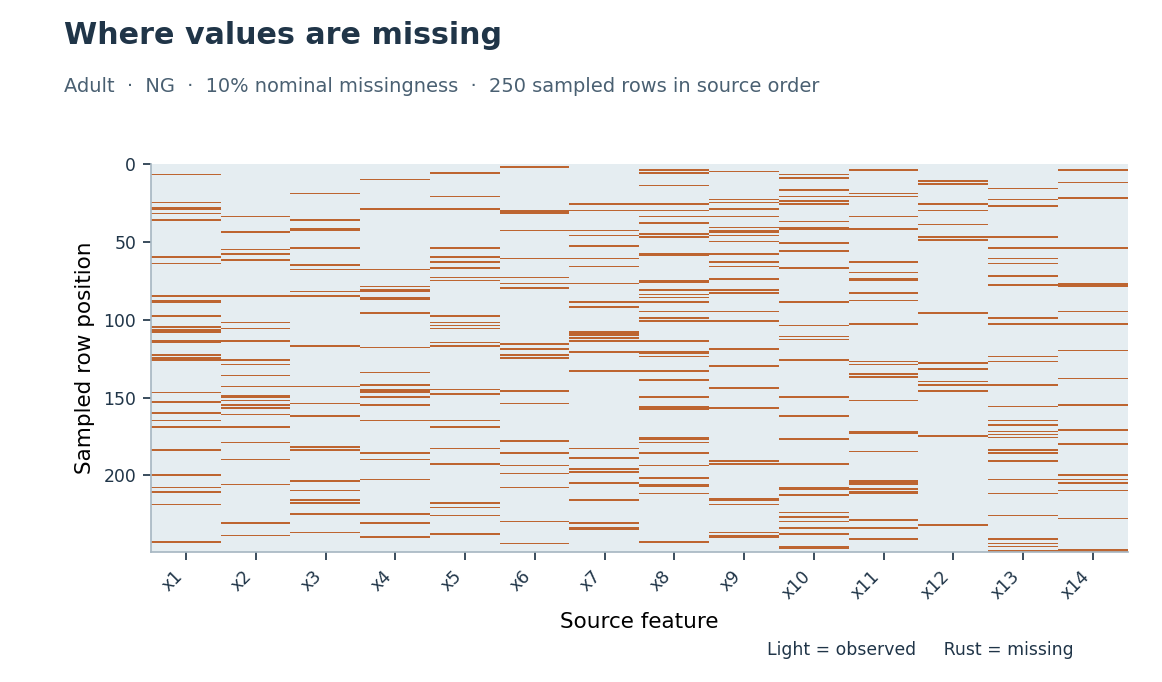 Where values are missing
Adult · NG · 10% nominal missingness · 250 sampled rows in source order
0
50
100
150
200
Sampled row position
x1 x2 x3 x4 x5 x6 x7 x8 x9 x10 x11 x12 x13 x14
Source feature
Light = observed Rust = missing